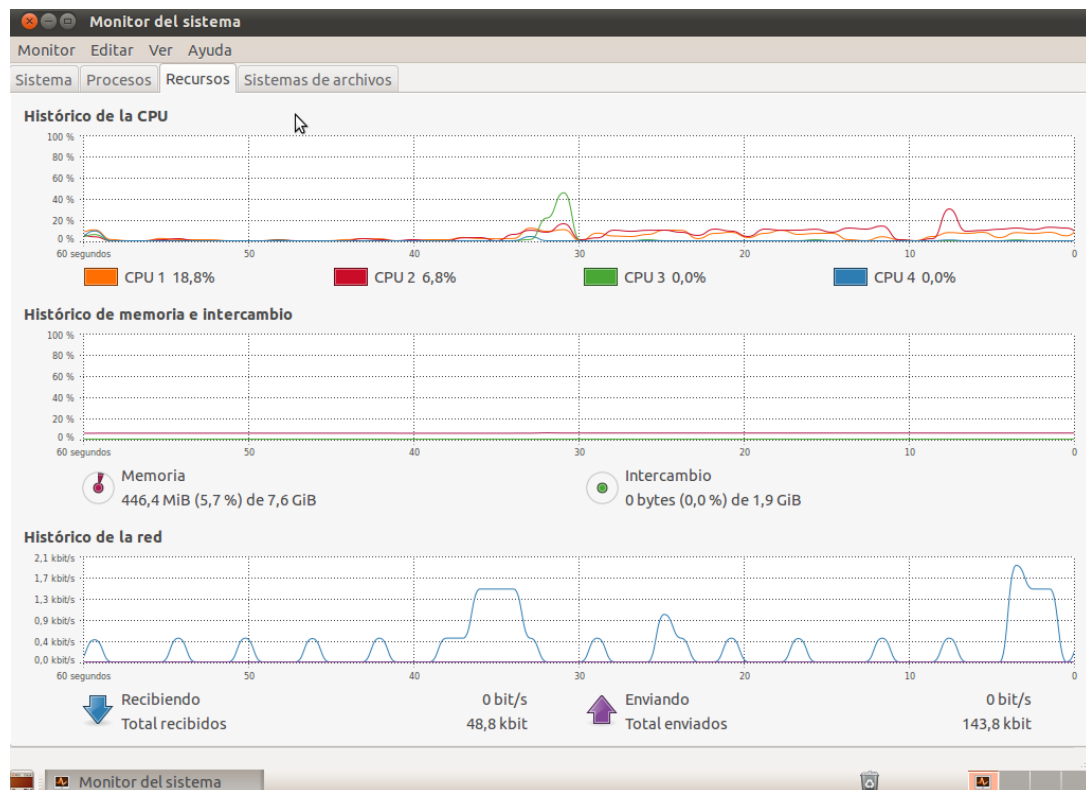 Monitor del sistema
Monitor Editar Ver Ayuda
Sistema Procesos Recursos Sistemas de archivos
Histórico de la CPU
100 %
80 %
60 %
40 %
20 %
0 %
60 segundos 50 40 30 20 10 0
CPU 1 18,8% CPU 2 6,8% CPU 3 0,0% CPU 4 0,0%
Histórico de memoria e intercambio
100 %
80 %
60 %
40 %
20 %
0 %
60 segundos 50 40 30 20 10 0
Memoria Intercambio
446,4 MiB (5,7 %) de 7,6 GiB 0 bytes (0,0 %) de 1,9 GiB
Histórico de la red
2,1 kbit/s
1,7 kbit/s
1,3 kbit/s
0,9 kbit/s
0,4 kbit/s
0,0 kbit/s
60 segundos 50 40 30 20 10 0
Recibiendo 0 bit/s Enviando 0 bit/s
Total recibidos 48,8 kbit Total enviados 143,8 kbit
Monitor del sistema